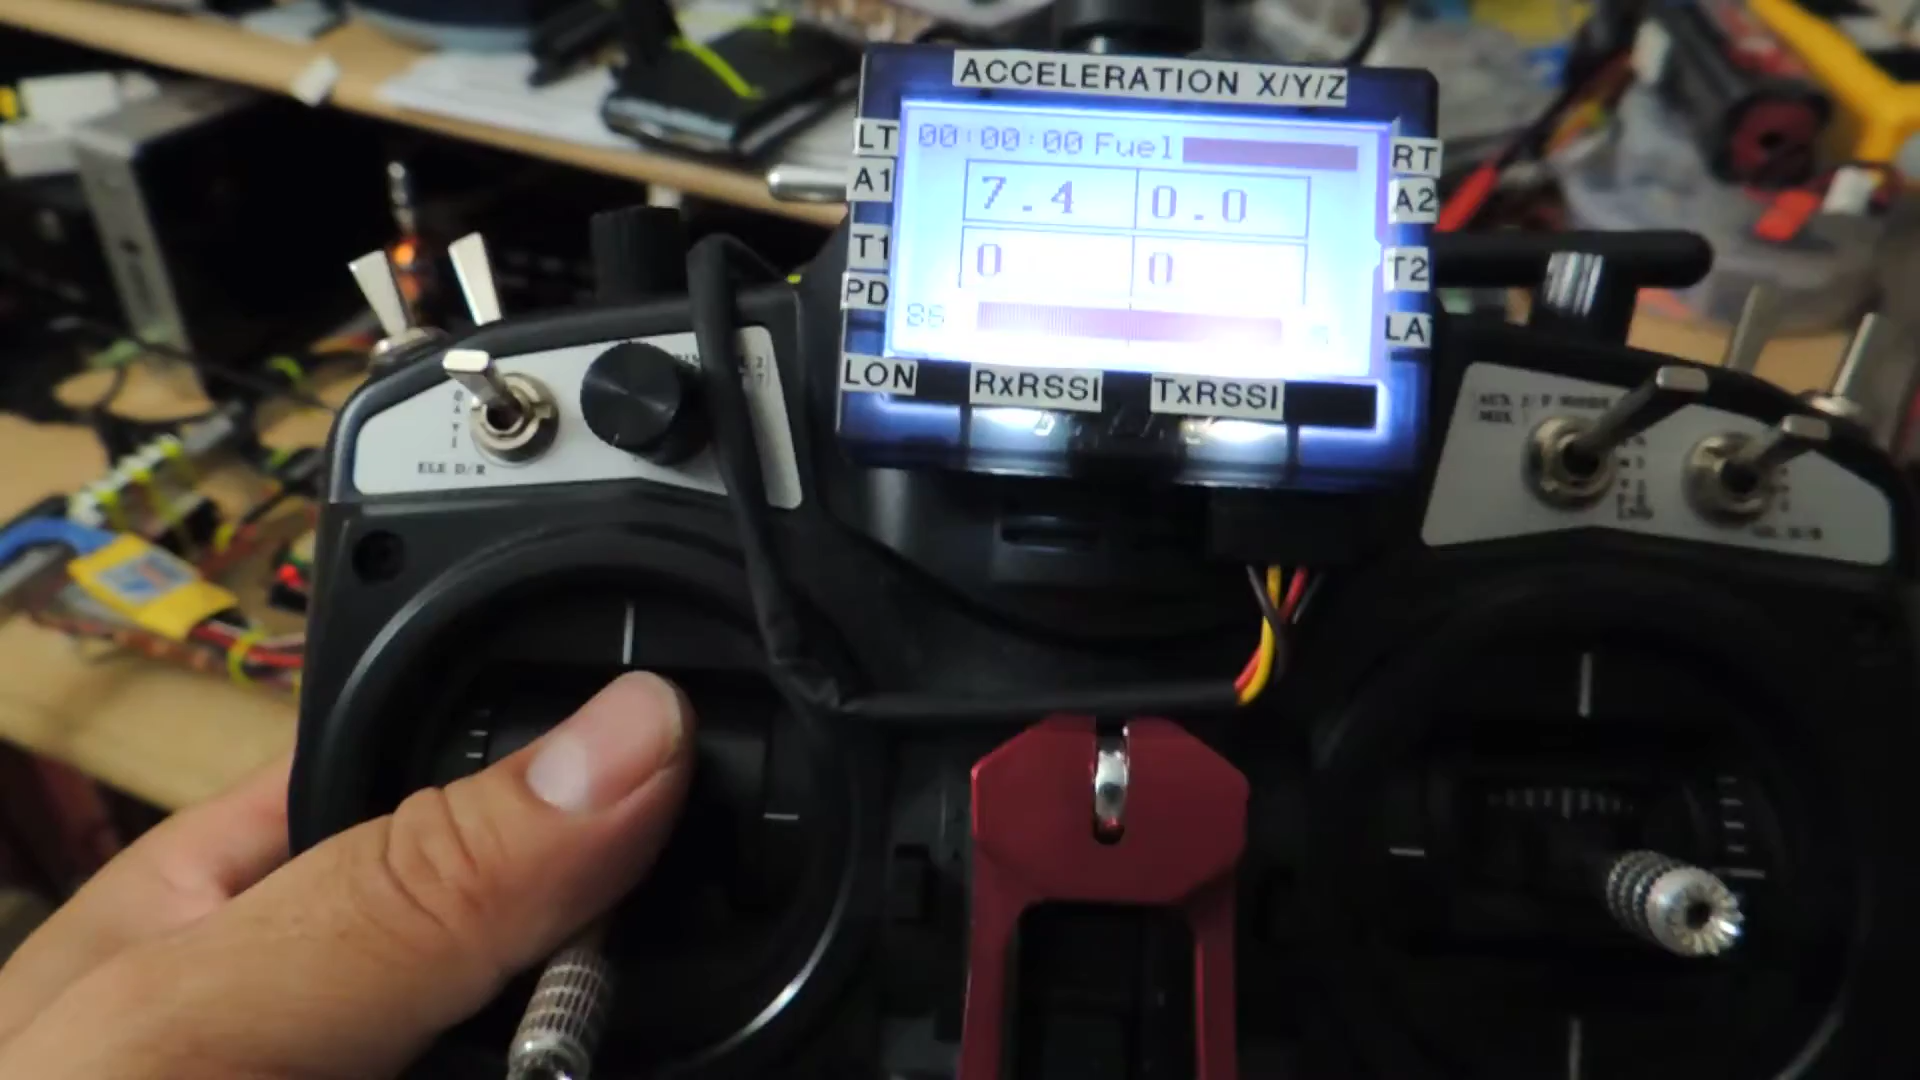 ACCELERATION X/Y/Z
LT 00:00:00 Fuel RT
A1 7.4 0.0 A2
T1 0 0 T2
PD LA
86
LON RxRSSI TxRSSI
ELE D/R